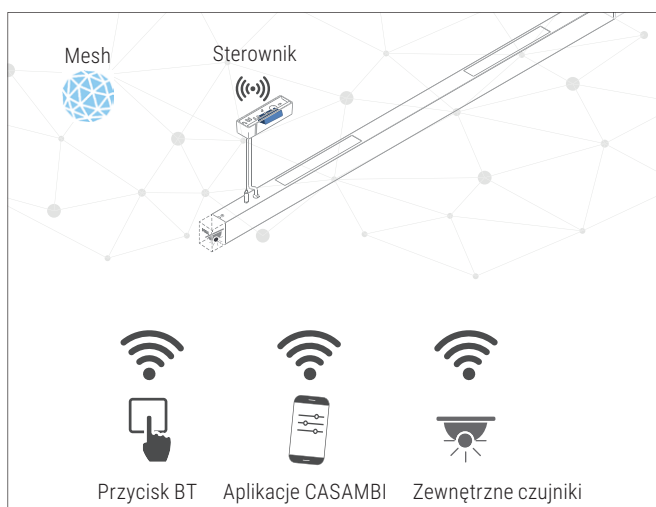 Mesh
Sterownik
Przycisk BT
Aplikacje CASAMBI
Zewnętrzne czujniki